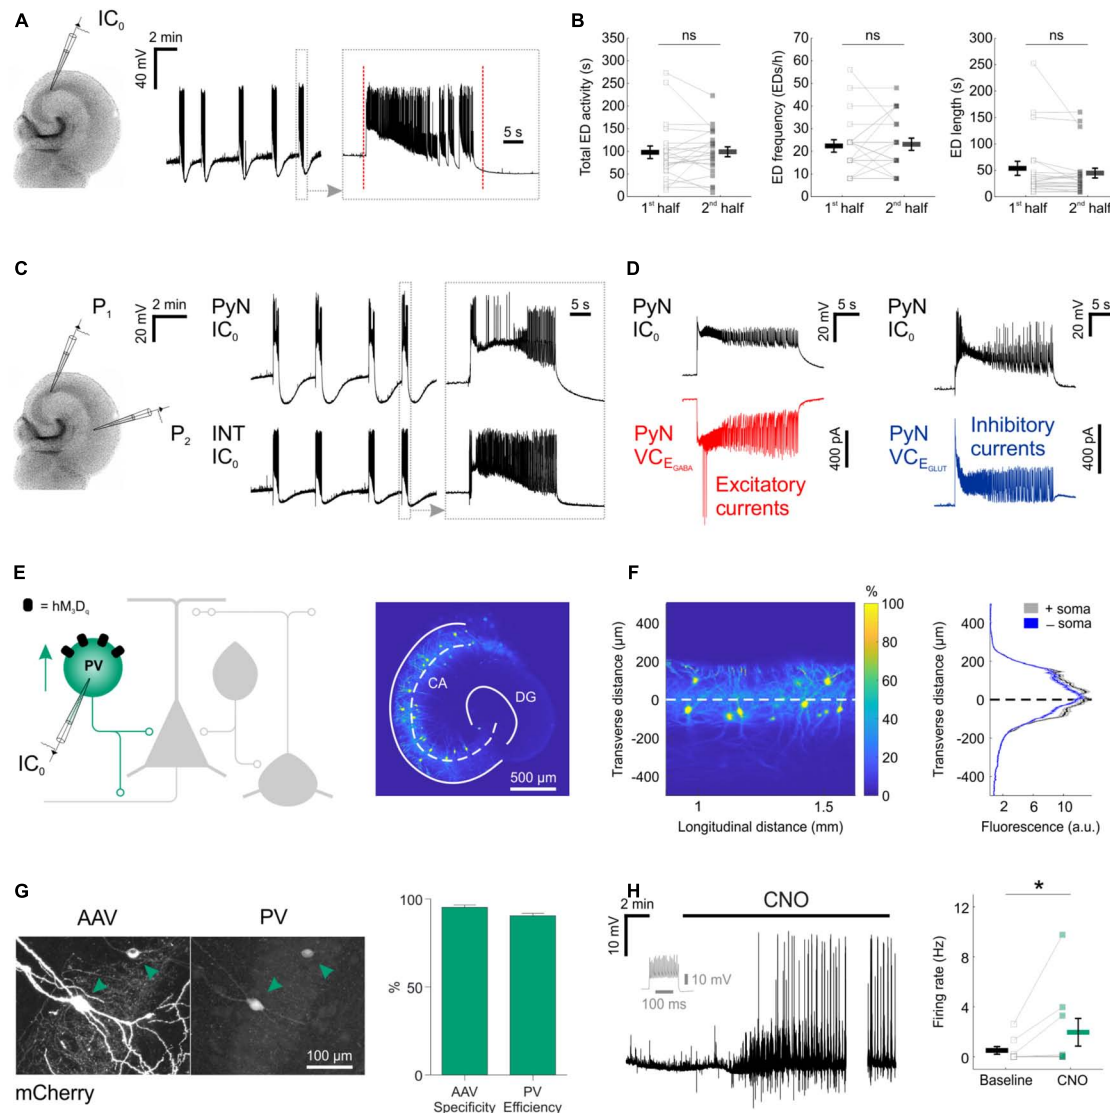 A
IC0
2 min
40 mV
5 s
B
ns
Total ED activity (s)
350
300
250
200
150
100
50
0
1st half
2nd half
ns
ED frequency (EDs/h)
70
60
50
40
30
20
10
0
1st half
2nd half
ns
ED length (s)
350
300
250
200
150
100
50
0
1st half
2nd half
C
P1
P2
2 min
20 mV
PyN
IC0
5 s
INT
IC0
D
PyN
IC0
5 s
20 mV
PyN
VCEGABA
Excitatory
currents
400 pA
PyN
IC0
5 s
20 mV
PyN
VCEGLUT
Inhibitory
currents
400 pA
E
= hM3Dq
PV
IC0
CA
DG
500 µm
F
Transverse distance (µm)
400
200
0
-200
-400
1
1.5
Longitudinal distance (mm)
%
100
80
60
40
20
0
Transverse distance (µm)
400
200
0
-200
-400
+ soma
– soma
2
6
10
Fluorescence (a.u.)
G
AAV
PV
100 µm
mCherry
%
100
50
0
AAV
Specificity
PV
Efficiency
H
2 min
10 mV
CNO
10 mV
100 ms
*
Firing rate (Hz)
12
8
4
0
Baseline
CNO